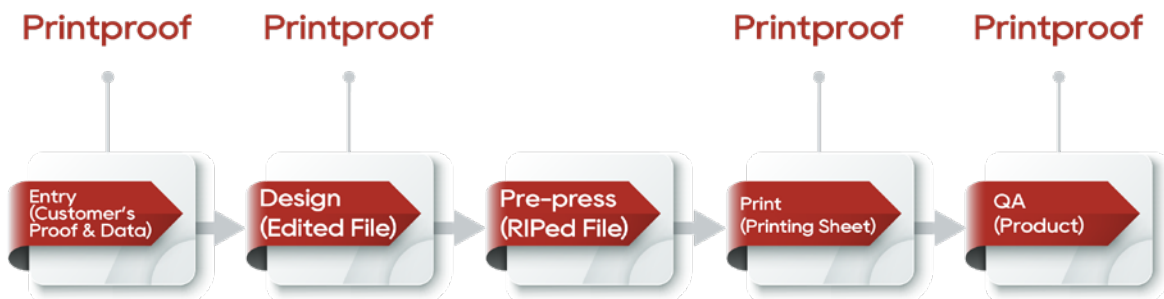 Printproof
Printproof
Printproof
Printproof
Entry
(Customer's
Proof & Data)
Design
(Edited File)
Pre-press
(RIPed File)
Print
(Printing Sheet)
QA
(Product)